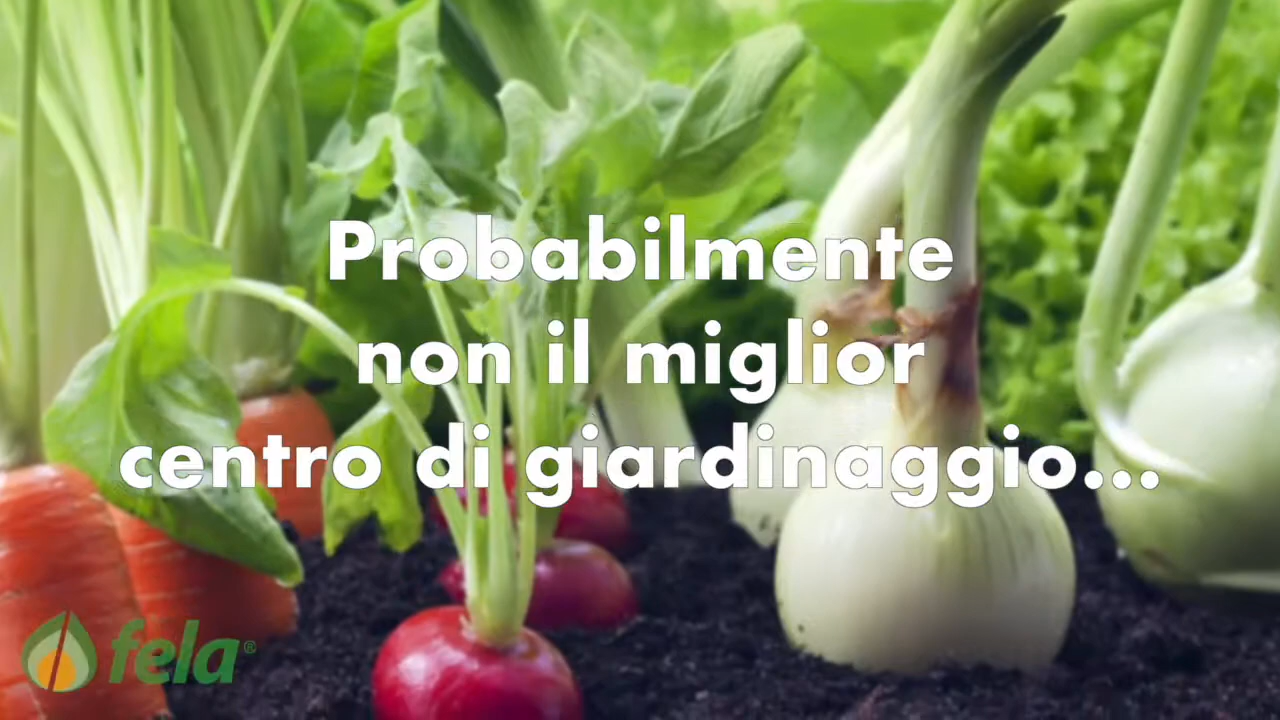 Probabilmente
non il miglior
centro di giardinaggio...
fela®